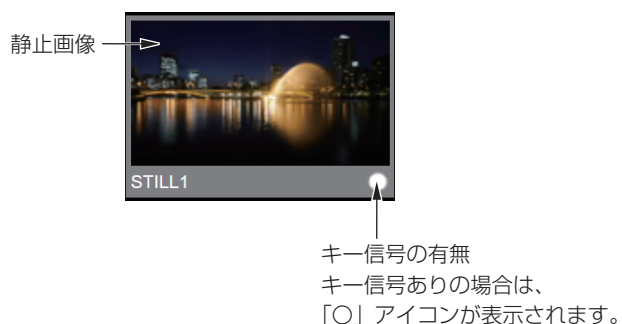 静止画像
STILL1
キー信号の有無
キー信号ありの場合は、
「○」アイコンが表示されます。